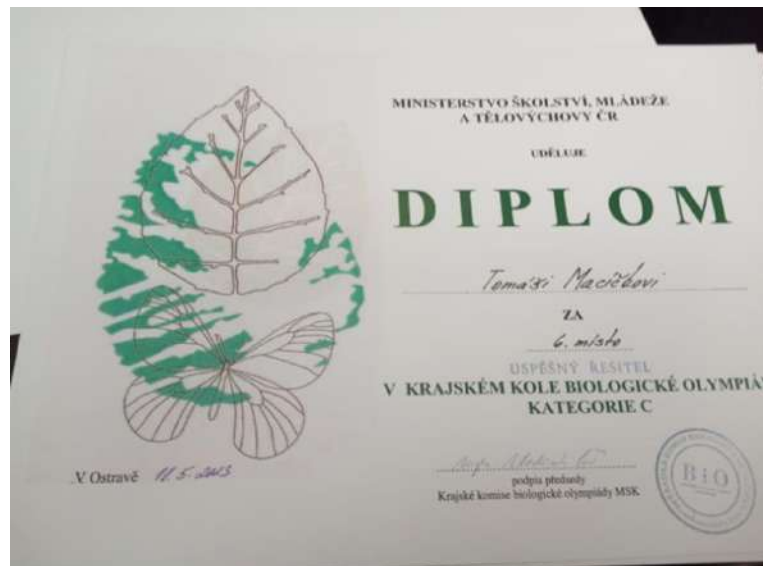 MINISTERSTVO ŠKOLSTVÍ, MLÁDEŽE
A TĚLOVÝCHOVY ČR
UDĚLUJE
DIPLOM
Tomáši Macíčkovi
ZA
6. místo
ÚSPĚŠNÝ ŘEŠITEL
V KRAJSKÉM KOLE BIOLOGICKÉ OLYMPIÁ
KATEGORIE C
V Ostravě 11. 5. 2013
podpis předsedy
Krajské komise biologické olympiády MSK
BiO